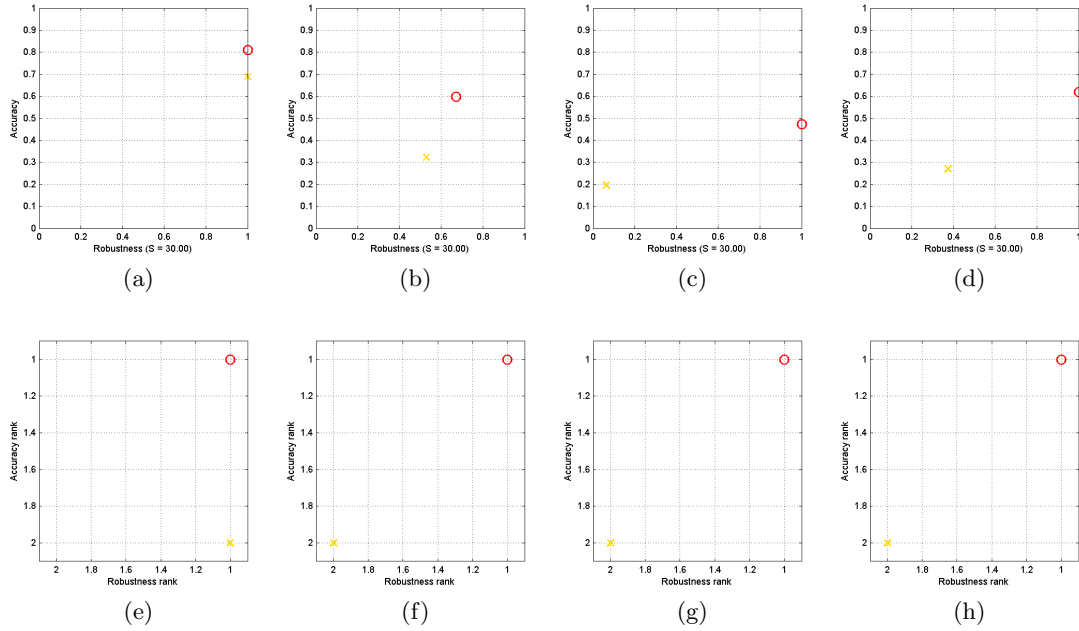 1
0.9
0.8
0.7
0.6
0.5
0.4
0.3
0.2
0.1
0
Accuracy
0 0.2 0.4 0.6 0.8 1
Robustness (S = 30.00)
(a)
1
0.9
0.8
0.7
0.6
0.5
0.4
0.3
0.2
0.1
0
Accuracy
0 0.2 0.4 0.6 0.8 1
Robustness (S = 30.00)
(b)
1
0.9
0.8
0.7
0.6
0.5
0.4
0.3
0.2
0.1
0
Accuracy
0 0.2 0.4 0.6 0.8 1
Robustness (S = 30.00)
(c)
1
0.9
0.8
0.7
0.6
0.5
0.4
0.3
0.2
0.1
0
Accuracy
0 0.2 0.4 0.6 0.8 1
Robustness (S = 30.00)
(d)
1
1.2
1.4
1.6
1.8
2
Accuracy rank
2 1.8 1.6 1.4 1.2 1
Robustness rank
(e)
1
1.2
1.4
1.6
1.8
2
Accuracy rank
2 1.8 1.6 1.4 1.2 1
Robustness rank
(f)
1
1.2
1.4
1.6
1.8
2
Accuracy rank
2 1.8 1.6 1.4 1.2 1
Robustness rank
(g)
1
1.2
1.4
1.6
1.8
2
Accuracy rank
2 1.8 1.6 1.4 1.2 1
Robustness rank
(h)